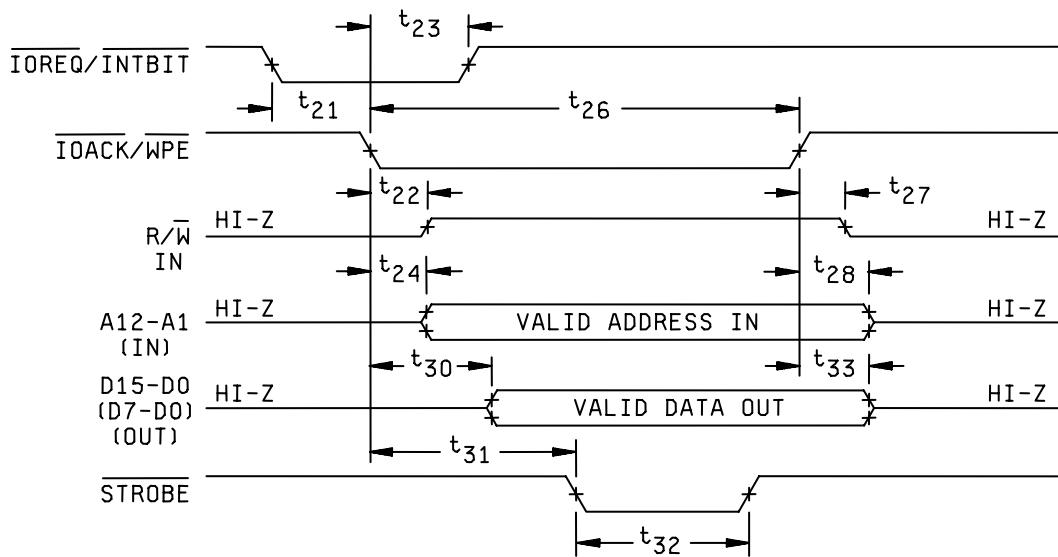 t23
IOREQ/INTBIT
t21
t26
IOACK/WPE
t22
t27
HI-Z
HI-Z
R/W
IN
t24
t28
HI-Z
HI-Z
A12-A1
(IN)
VALID ADDRESS IN
t30
t33
D15-D0
(D7-D0)
(OUT)
HI-Z
HI-Z
VALID DATA OUT
t31
STROBE
t32